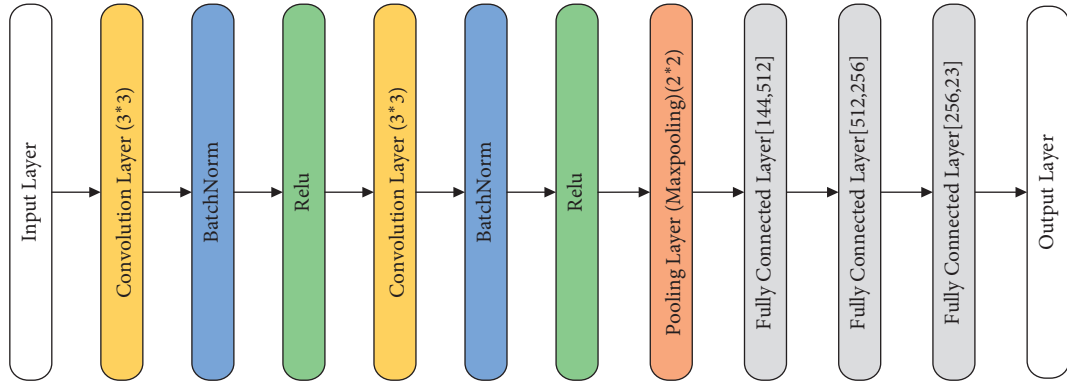 Input Layer
Convolution Layer (3*3)
BatchNorm
Relu
Convolution Layer (3*3)
BatchNorm
Relu
Pooling Layer (Maxpooling)(2*2)
Fully Connected Layer[144,512]
Fully Connected Layer[512,256]
Fully Connected Layer[256,23]
Output Layer